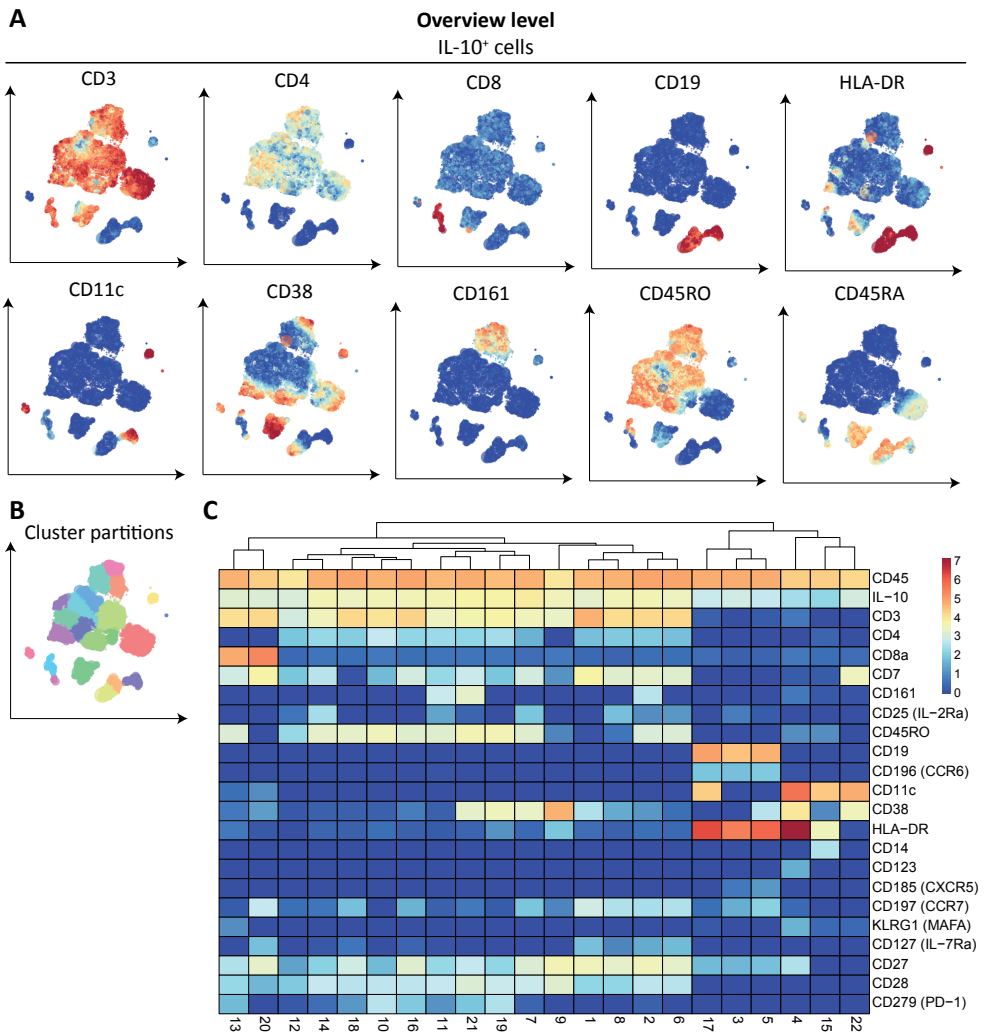 A
Overview level
IL-10+ cells
CD3 CD4 CD8 CD19 HLA-DR
CD11c CD38 CD161 CD45RO CD45RA
B
Cluster partitions
C
CD45
IL−10
CD3
CD4
CD8a
CD7
CD161
CD25 (IL−2Ra)
CD45RO
CD19
CD196 (CCR6)
CD11c
CD38
HLA−DR
CD14
CD123
CD185 (CXCR5)
CD197 (CCR7)
KLRG1 (MAFA)
CD127 (IL−7Ra)
CD27
CD28
CD279 (PD−1)
7
6
5
4
3
2
1
0
13 20 12 14 18 10 16 11 21 19 7 9 1 8 2 6 17 3 5 4 15 22